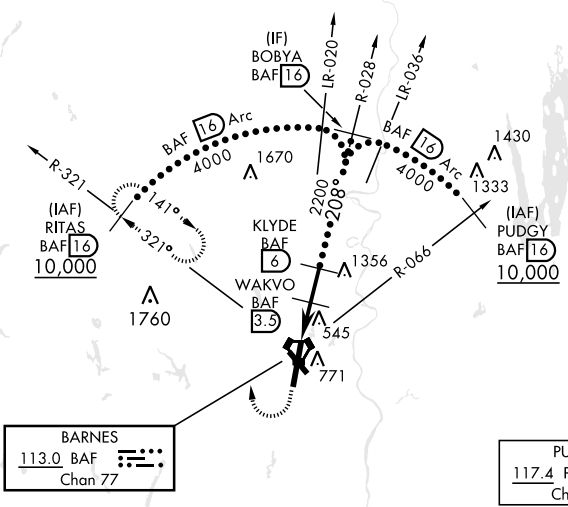 (IF)
BOBYA
BAF 16
LR-020
R-028
LR-036
BAF 16 Arc
4000
1670
BAF 16 Arc
4000
1430
1333
R-321
141°
321°
(IAF)
RITAS
BAF 16
10,000
2200
208°
KLYDE
BAF
6
1356
R-066
(IAF)
PUDGY
BAF 16
10,000
WAKVO
BAF
3.5
545
1760
771
BARNES
113.0 BAF
Chan 77
PU
117.4 P
Ch